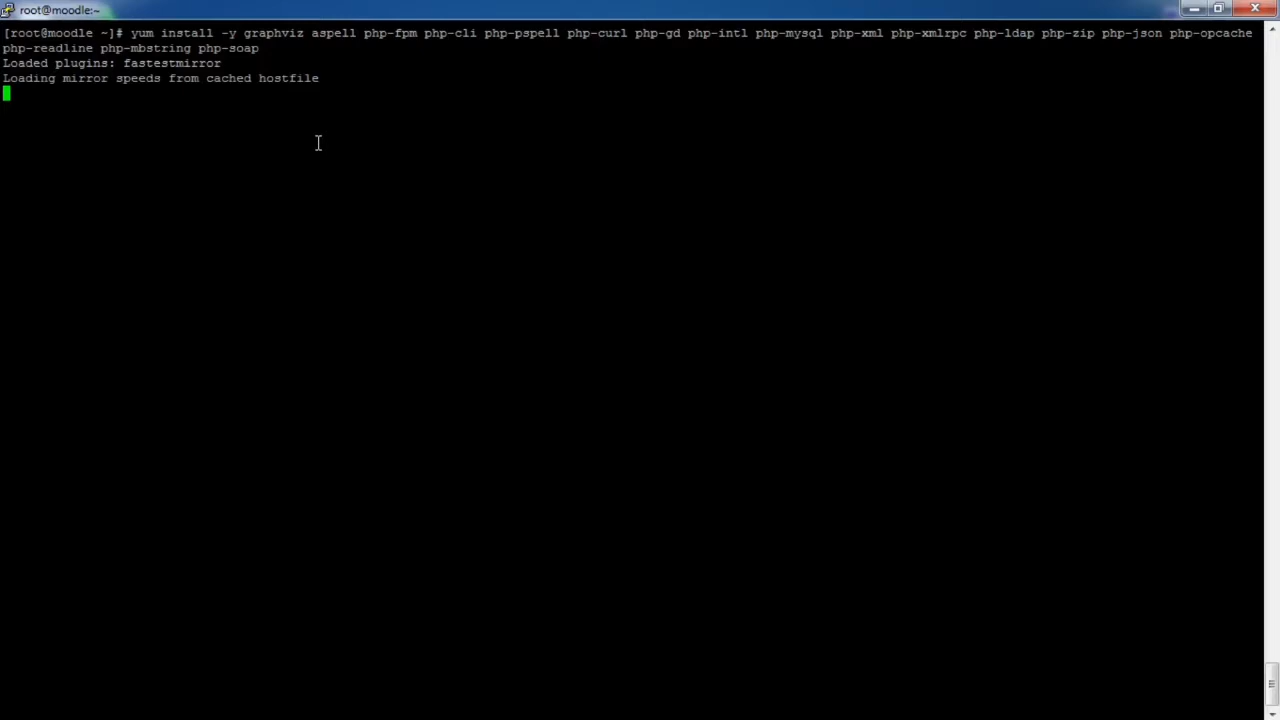 root@moodle:~
[root@moodle ~]# yum install -y graphviz aspell php-fpm php-cli php-pspell php-curl php-gd php-intl php-mysql php-xml php-xmlrpc php-ldap php-zip php-json php-opcache
php-readline php-mbstring php-soap
Loaded plugins: fastestmirror
Loading mirror speeds from cached hostfile